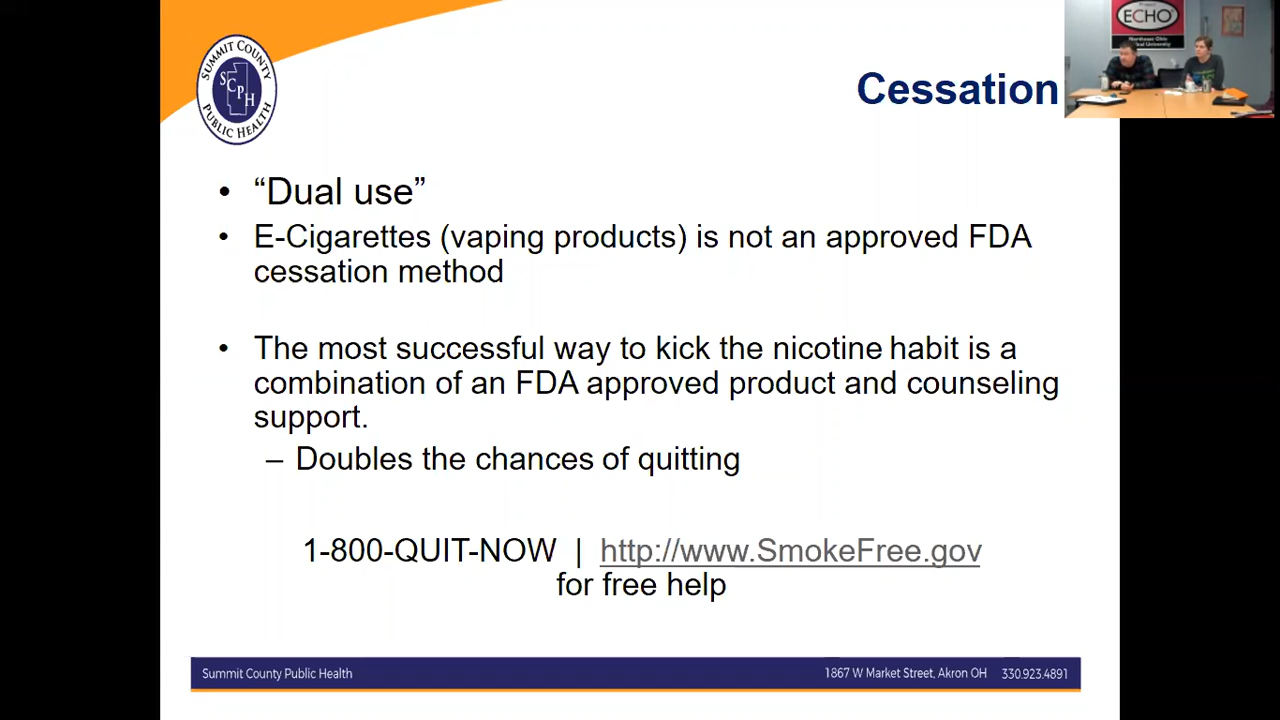 SUMMIT COUNTY
SCPH
PUBLIC HEALTH
Cessation
ECHO
Northeast Ohio
• “Dual use”
• E-Cigarettes (vaping products) is not an approved FDA
cessation method
• The most successful way to kick the nicotine habit is a
combination of an FDA approved product and counseling
support.
– Doubles the chances of quitting
1-800-QUIT-NOW | http://www.SmokeFree.gov
for free help
Summit County Public Health
1867 W Market Street, Akron OH 330.923.4891